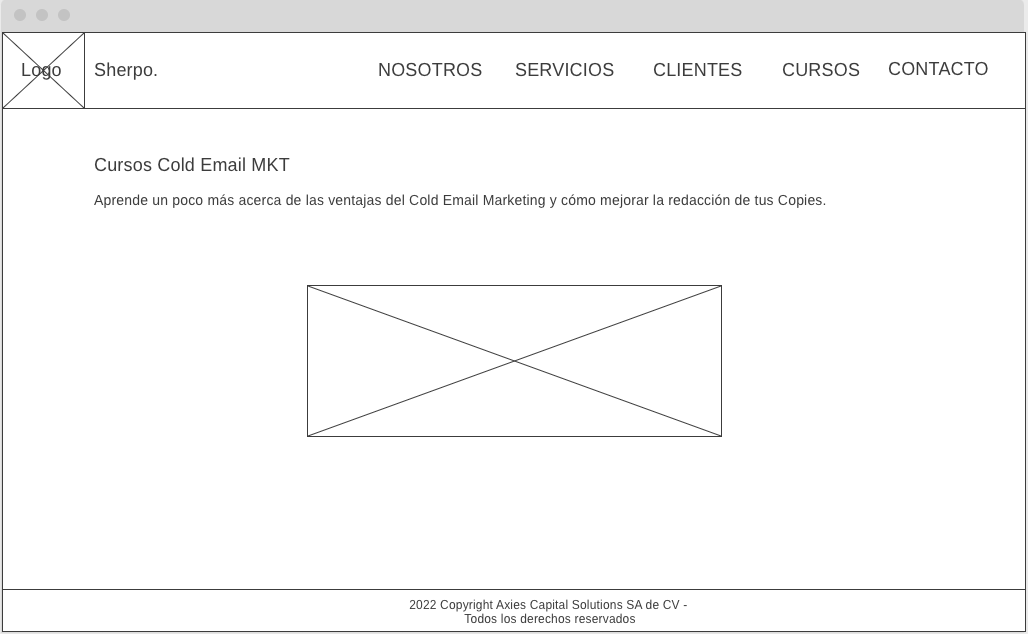 Logo Sherpo. NOSOTROS SERVICIOS CLIENTES CURSOS CONTACTO
Cursos Cold Email MKT
Aprende un poco más acerca de las ventajas del Cold Email Marketing y cómo mejorar la redacción de tus Copies.
2022 Copyright Axies Capital Solutions SA de CV -
Todos los derechos reservados